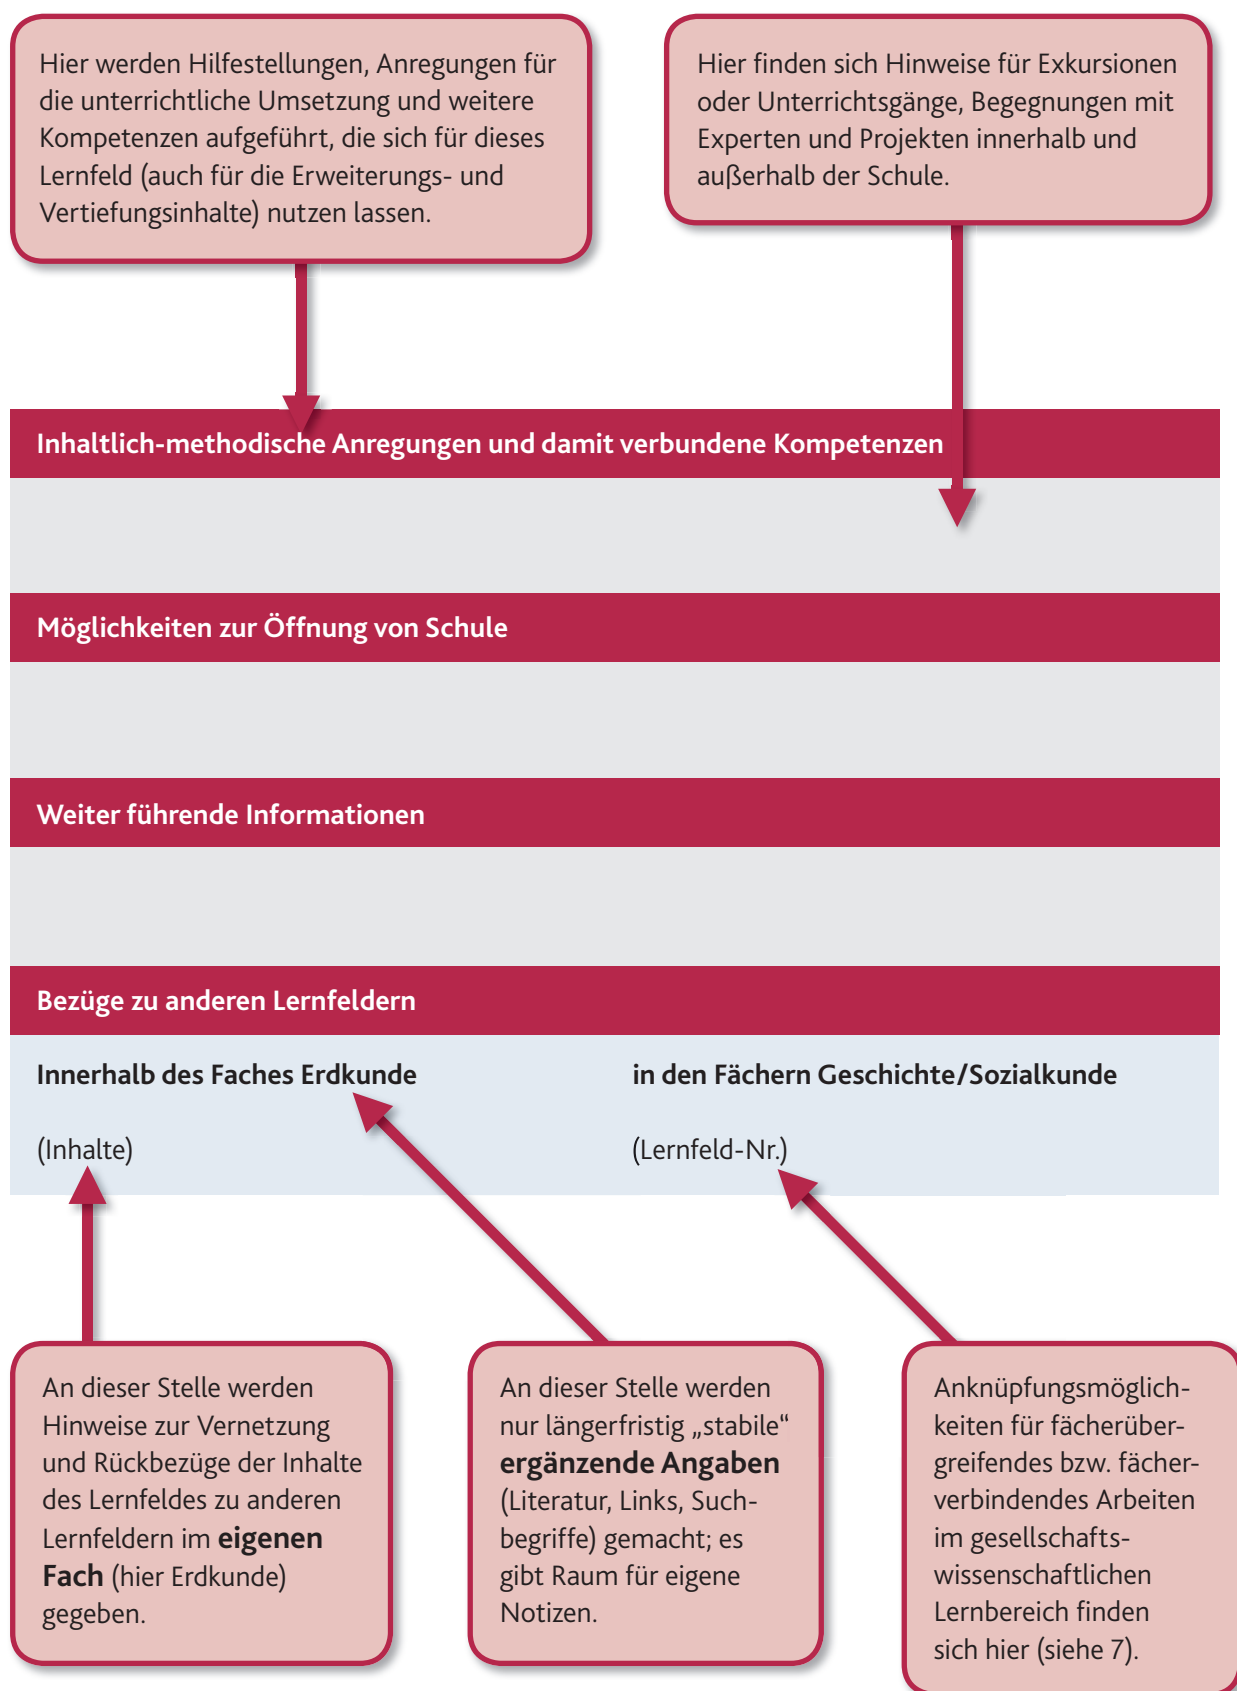 Hier werden Hilfestellungen, Anregungen für
die unterrichtliche Umsetzung und weitere
Kompetenzen aufgeführt, die sich für dieses
Lernfeld (auch für die Erweiterungs- und
Vertiefungsinhalte) nutzen lassen.
Hier finden sich Hinweise für Exkursionen
oder Unterrichtsgänge, Begegnungen mit
Experten und Projekten innerhalb und
außerhalb der Schule.
Inhaltlich-methodische Anregungen und damit verbundene Kompetenzen
Möglichkeiten zur Öffnung von Schule
Weiter führende Informationen
Bezüge zu anderen Lernfeldern
Innerhalb des Faches Erdkunde
(Inhalte)
in den Fächern Geschichte/Sozialkunde
(Lernfeld-Nr.)
An dieser Stelle werden
Hinweise zur Vernetzung
und Rückbezüge der Inhalte
des Lernfeldes zu anderen
Lernfeldern im eigenen
Fach (hier Erdkunde)
gegeben.
An dieser Stelle werden
nur längerfristig „stabile“
ergänzende Angaben
(Literatur, Links, Such-
begriffe) gemacht; es
gibt Raum für eigene
Notizen.
Anknüpfungsmöglich-
keiten für fächerüber-
greifendes bzw. fächer-
verbindendes Arbeiten
im gesellschafts-
wissenschaftlichen
Lernbereich finden
sich hier (siehe 7).